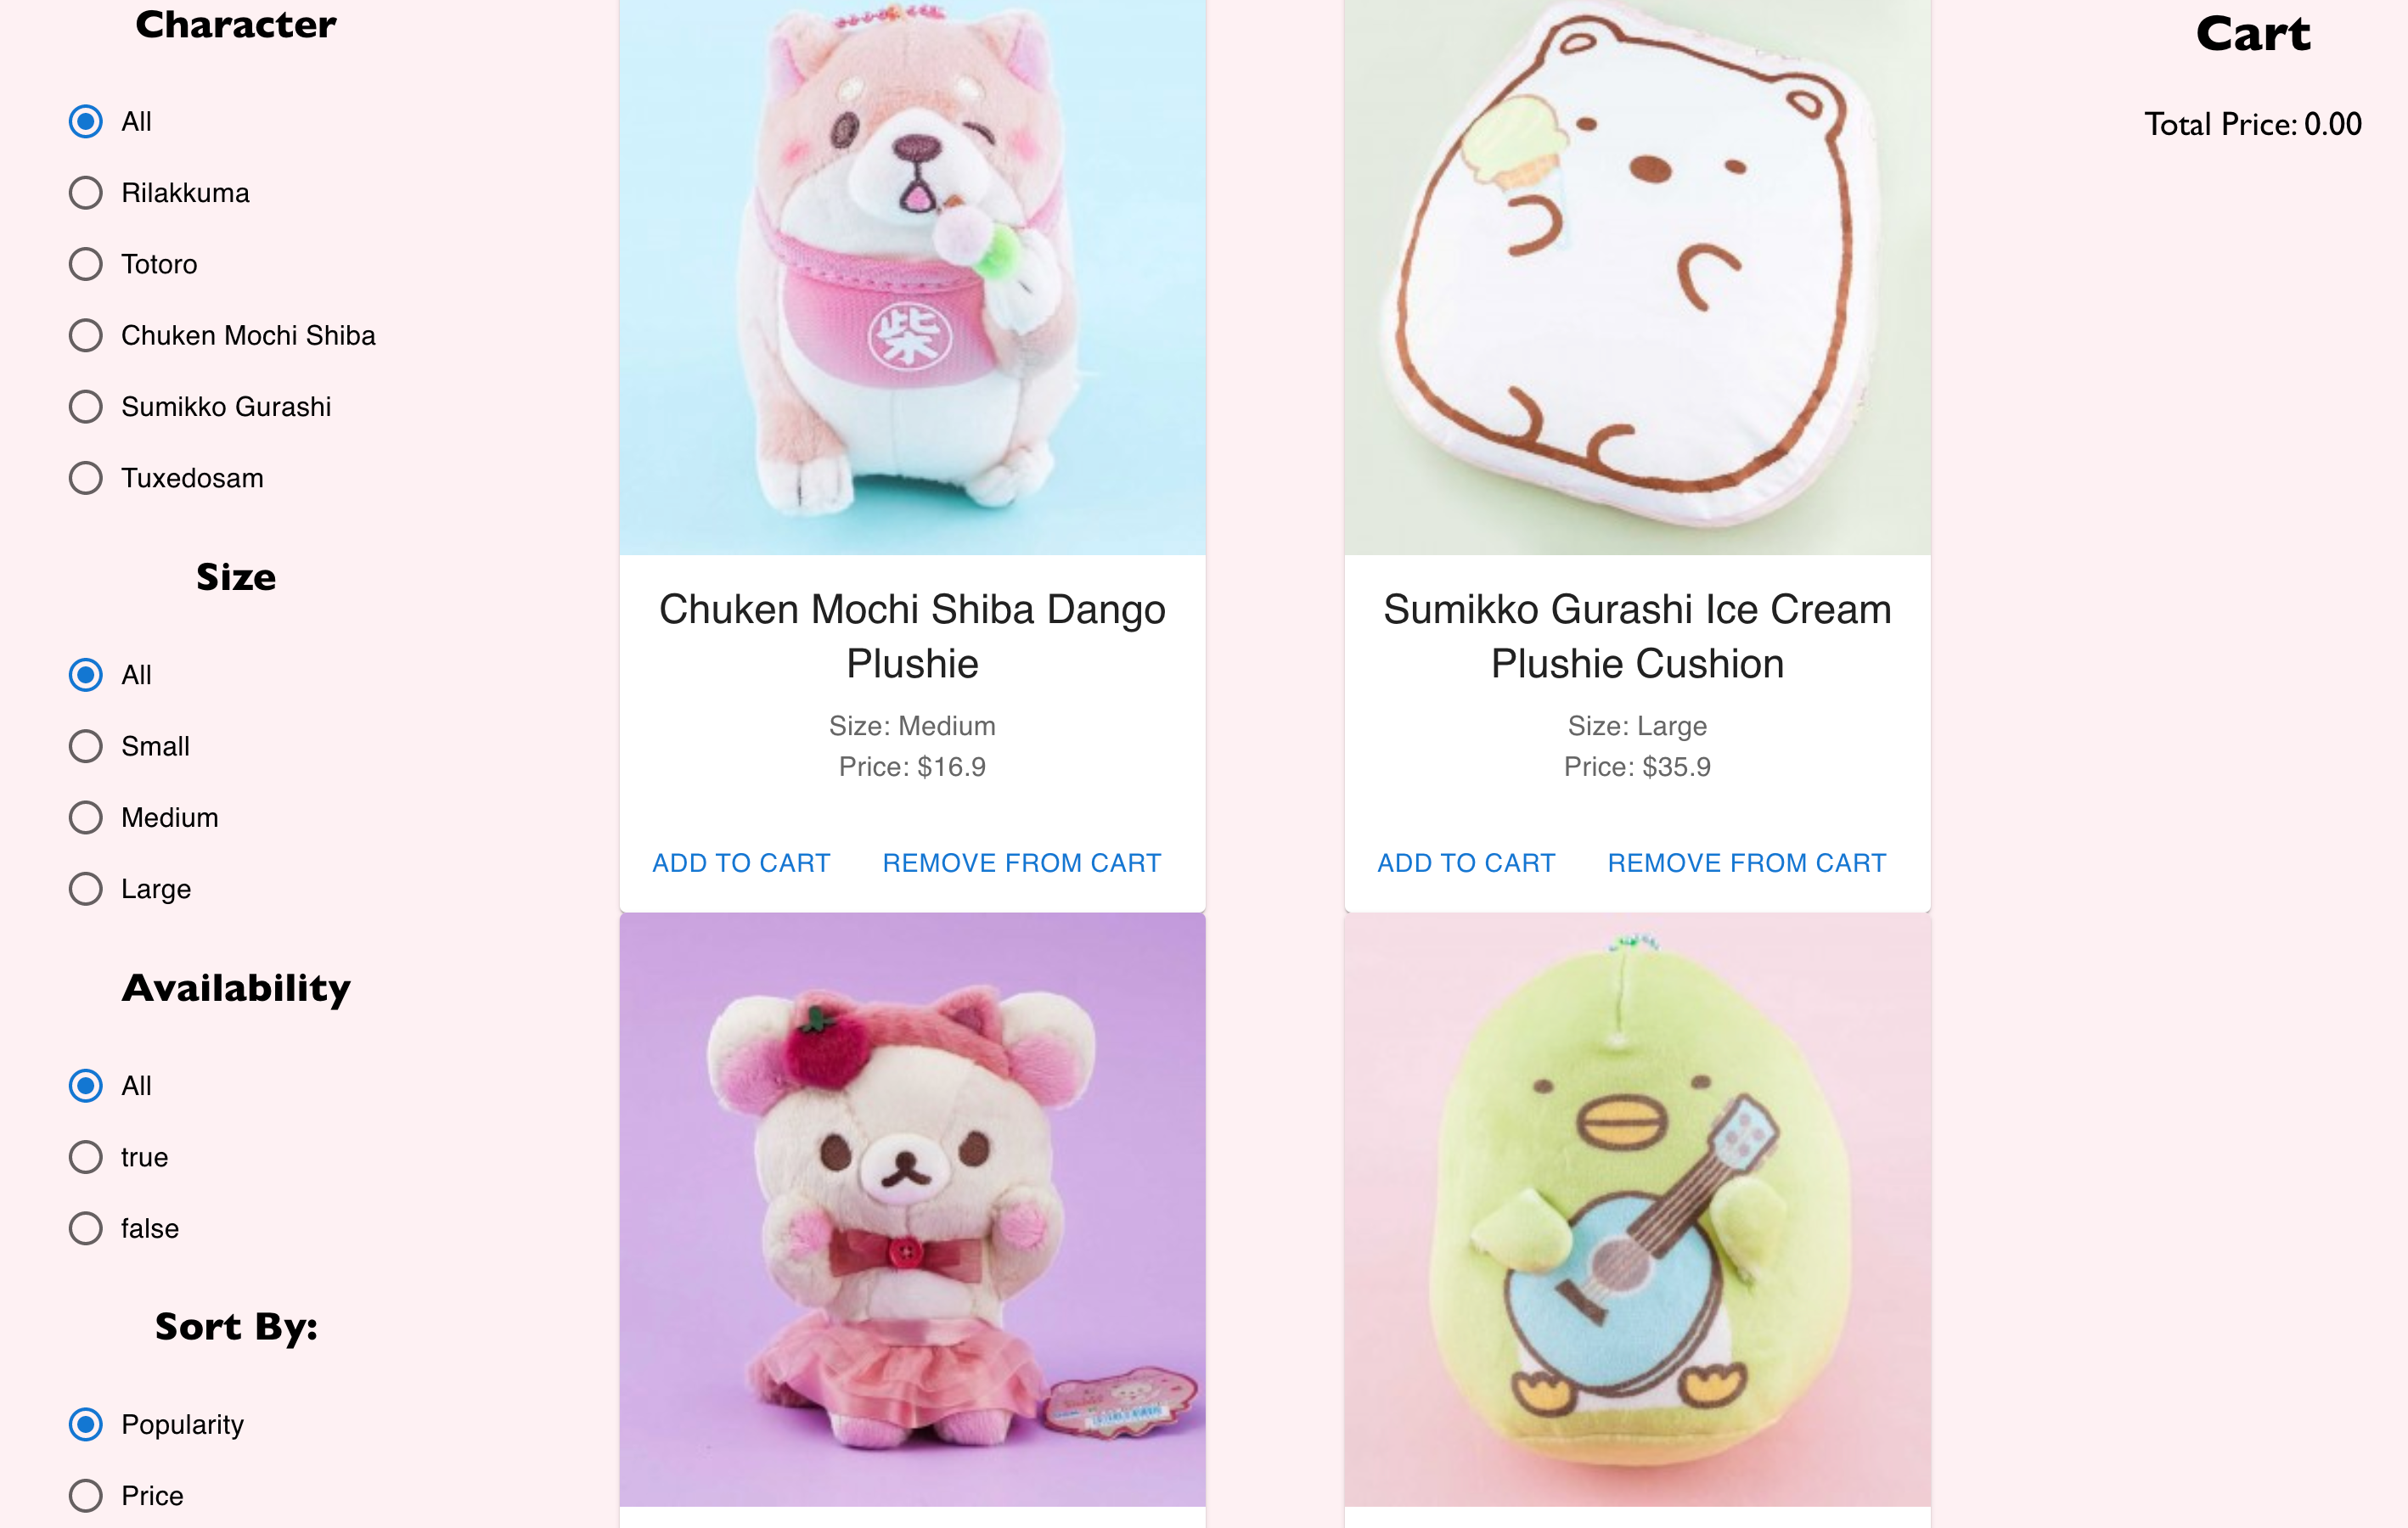 Character
All
Rilakkuma
Totoro
Chuken Mochi Shiba
Sumikko Gurashi
Tuxedosam
Size
All
Small
Medium
Large
Availability
All
true
false
Sort By:
Popularity
Price
柴
Chuken Mochi Shiba Dango
Plushie
Size: Medium
Price: $16.9
ADD TO CART
REMOVE FROM CART
Sumikko Gurashi Ice Cream
Plushie Cushion
Size: Large
Price: $35.9
ADD TO CART
REMOVE FROM CART
Cart
Total Price: 0.00